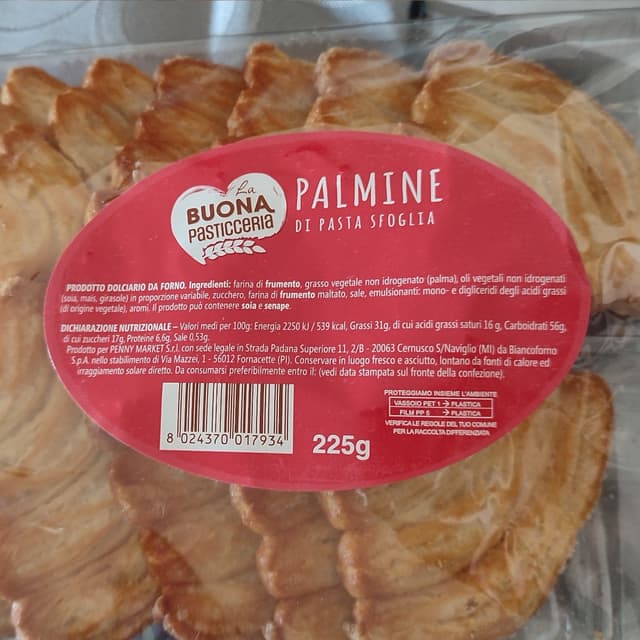 La
BUONA
PASTICCERIA
PALMINE
DI PASTA SFOGLIA
PRODOTTO DOLCIARIO DA FORNO. Ingredienti: farina di frumento, grasso vegetale non idrogenato (palma), oli vegetali non idrogenati
(soia, mais, girasole) in proporzione variabile, zucchero, farina di frumento maltato, sale, emulsionanti: mono- e digliceridi degli acidi grassi
(di origine vegetale), aromi. Il prodotto può contenere soia e senape.
DICHIARAZIONE NUTRIZIONALE – Valori medi per 100g: Energia 2250 kJ / 539 kcal, Grassi 31g, di cui acidi grassi saturi 16 g, Carboidrati 56g,
di cui zuccheri 17g, Proteine 6,6g, Sale 0,53g.
Prodotto per PENNY MARKET S.r.l. con sede legale in Strada Padana Superiore 11, 2/B - 20063 Cernusco S/Naviglio (MI) da Biancoforno
S.p.A. nello stabilimento di Via Mazzei, 1 - 56012 Fornacette (PI). Conservare in luogo fresco e asciutto, lontano da fonti di calore ed
irraggiamento solare diretto. Da consumarsi preferibilmente entro il: (vedi data stampata sul fronte della confezione).
8 024370 017934
225g
PROTEGGIAMO INSIEME L'AMBIENTE
VASSOIO PET 1 → PLASTICA
FILM PP 5 → PLASTICA
VERIFICA LE REGOLE DEL TUO COMUNE
PER LA RACCOLTA DIFFERENZIATA